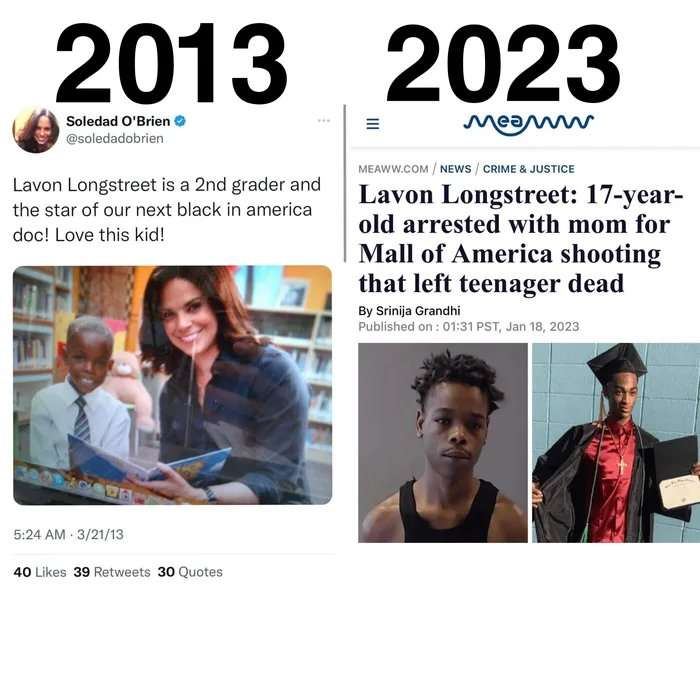 2013
Soledad O'Brien
@soledadobrien
Lavon Longstreet is a 2nd grader and
the star of our next black in america
doc! Love this kid!
5:24 AM · 3/21/13
40 Likes 39 Retweets 30 Quotes
2023
meaww
MEAWW.COM / NEWS / CRIME & JUSTICE
Lavon Longstreet: 17-year-
old arrested with mom for
Mall of America shooting
that left teenager dead
By Srinija Grandhi
Published on : 01:31 PST, Jan 18, 2023